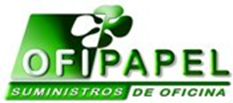 OFIPAPEL
SUMINISTROS DE OFICINA